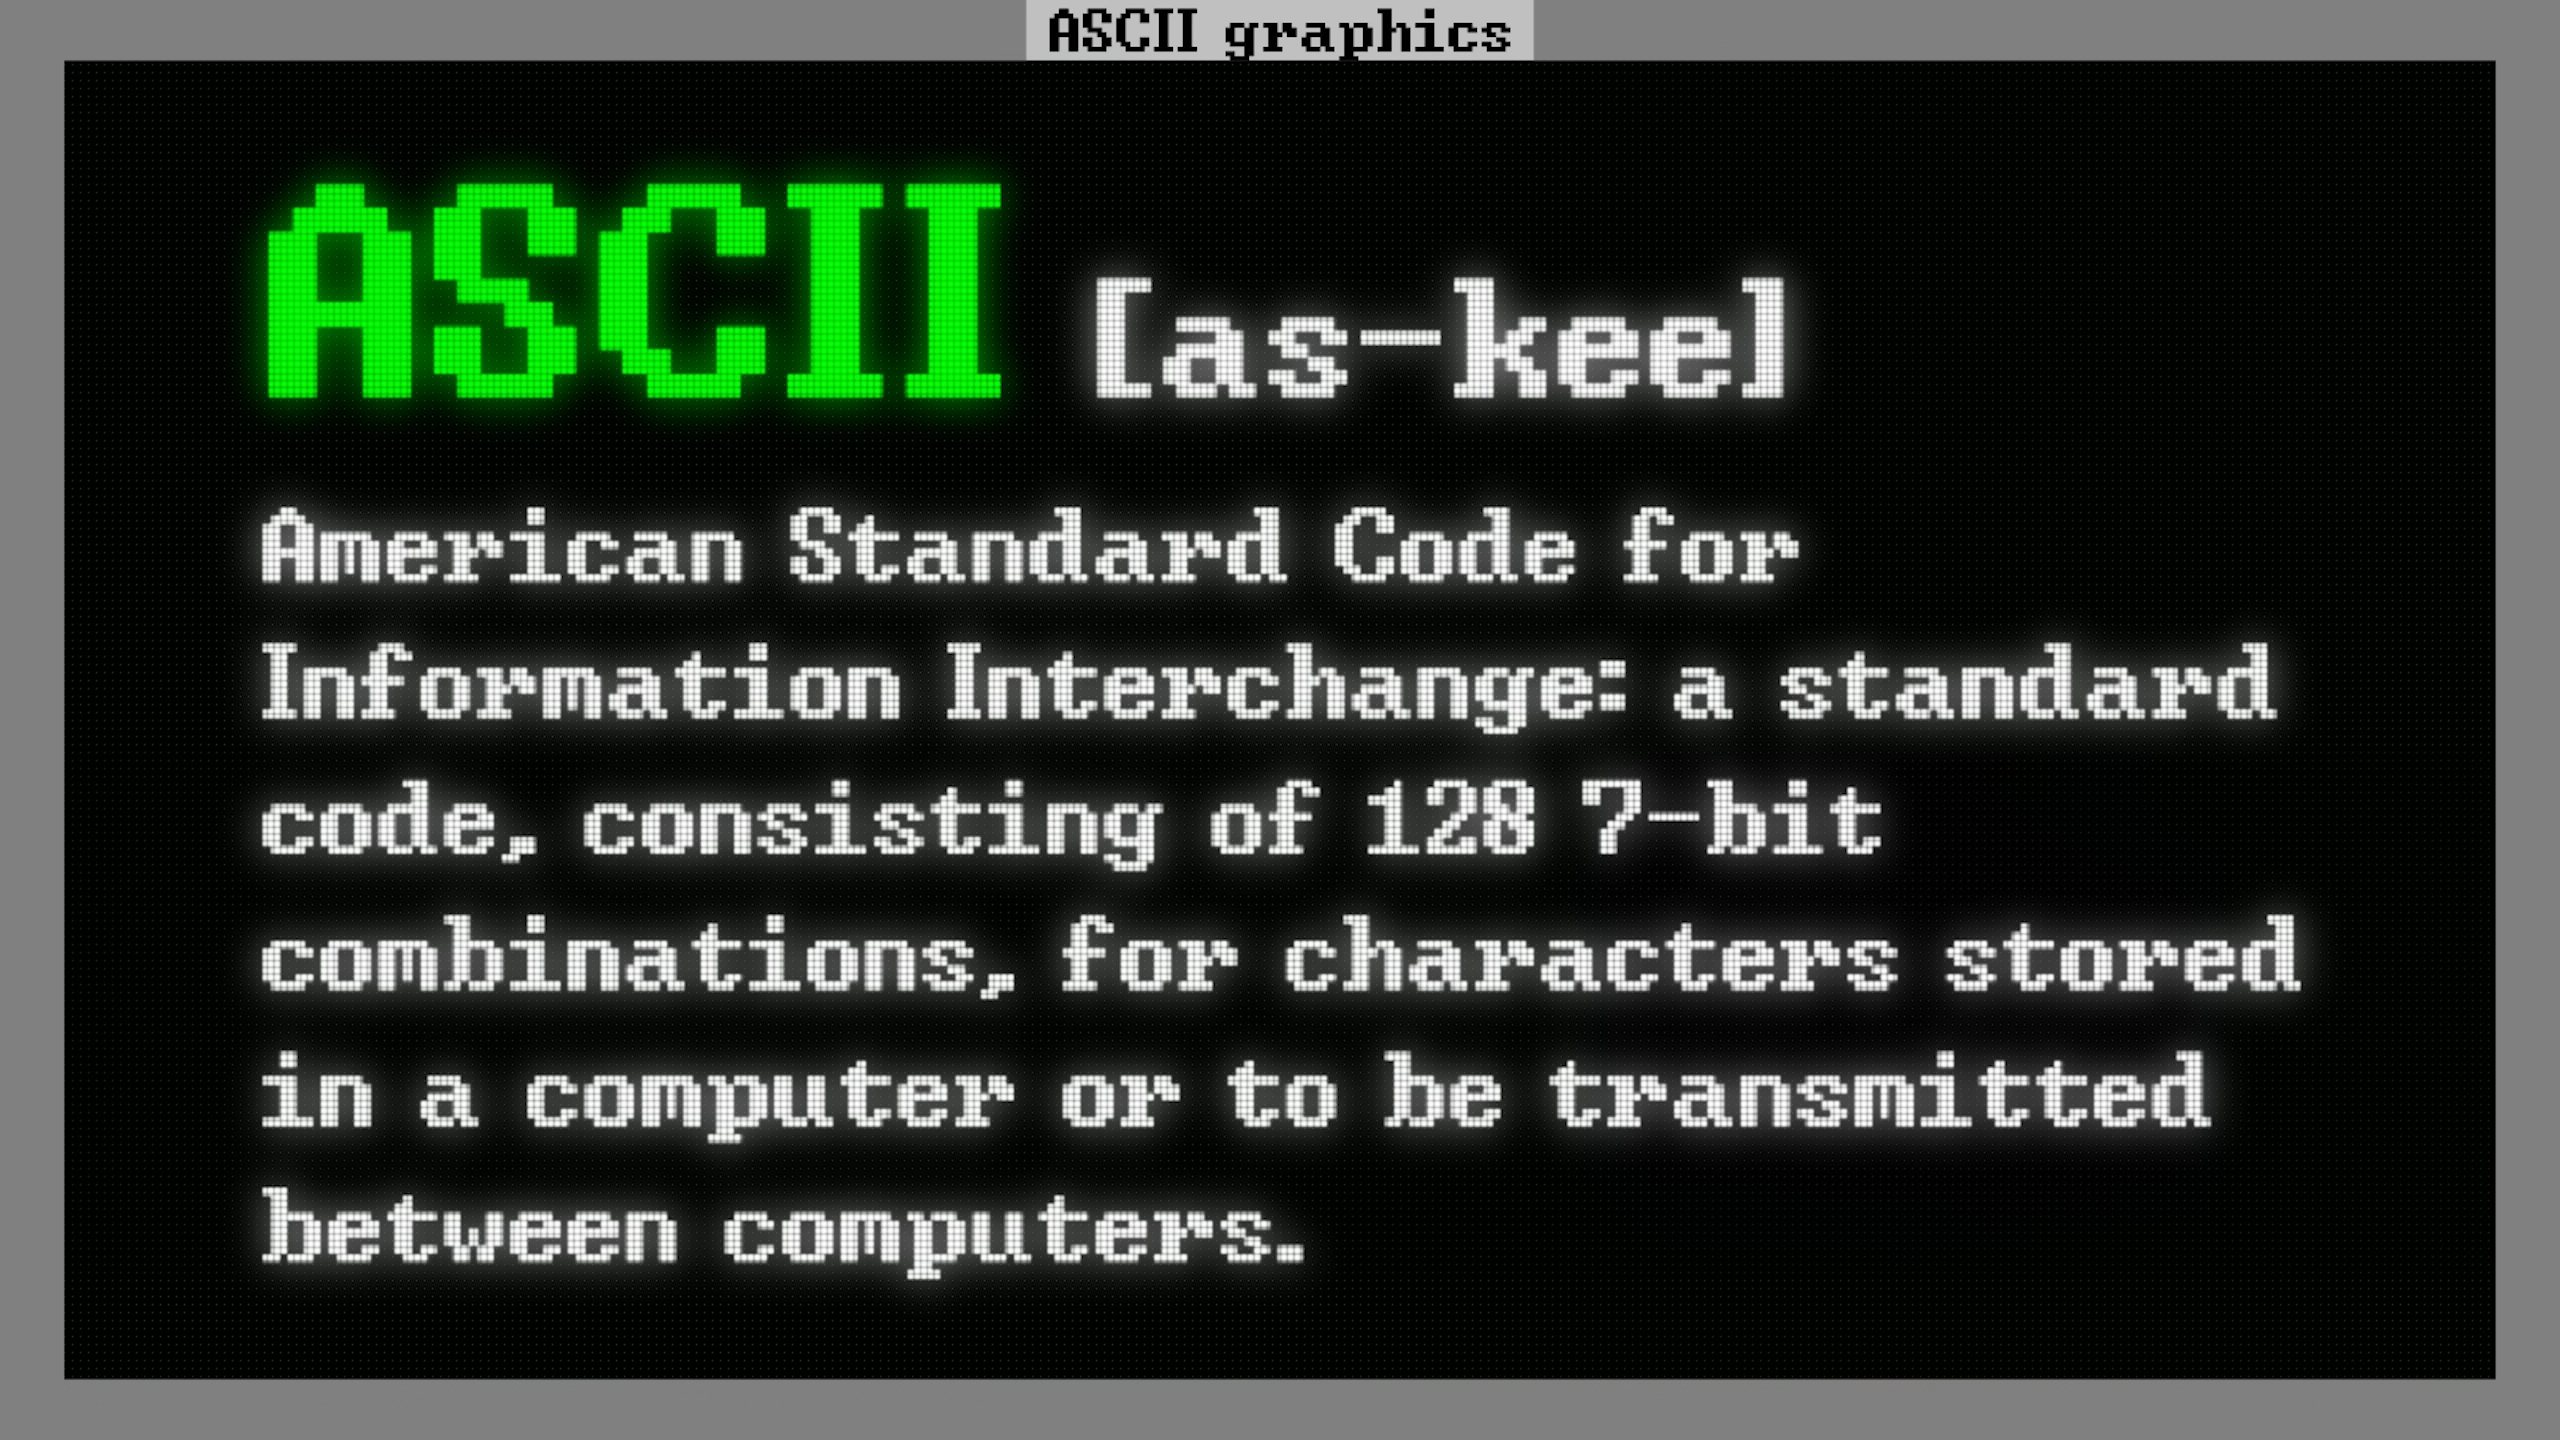 ASCII graphics
ASCII [as-kee]
American Standard Code for
Information Interchange: a standard
code, consisting of 128 7-bit
combinations, for characters stored
in a computer or to be transmitted
between computers.